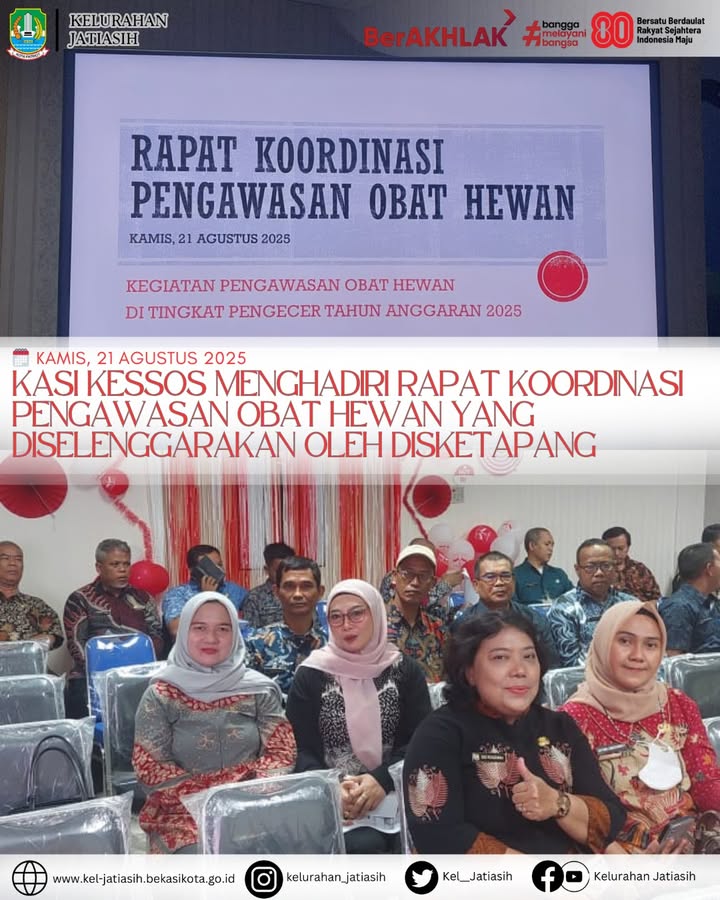 KELURAHAN
JATIASIH
BerAKHLAK
#bangga
melayani
bangsa
80
Bersatu Berdaulat
Rakyat Sejahtera
Indonesia Maju
RAPAT KOORDINASI
PENGAWASAN OBAT HEWAN
KAMIS, 21 AGUSTUS 2025
KEGIATAN PENGAWASAN OBAT HEWAN
DI TINGKAT PENGECER TAHUN ANGGARAN 2025
KAMIS, 21 AGUSTUS 2025
KASI KESSOS MENGHADIRI RAPAT KOORDINASI
PENGAWASAN OBAT HEWAN YANG
DISELENGGARAKAN OLEH DISKETAPANG
www.kel-jatiasih.bekasikota.go.id
kelurahan_jatiasih
Kel__Jatiasih
Kelurahan Jatiasih